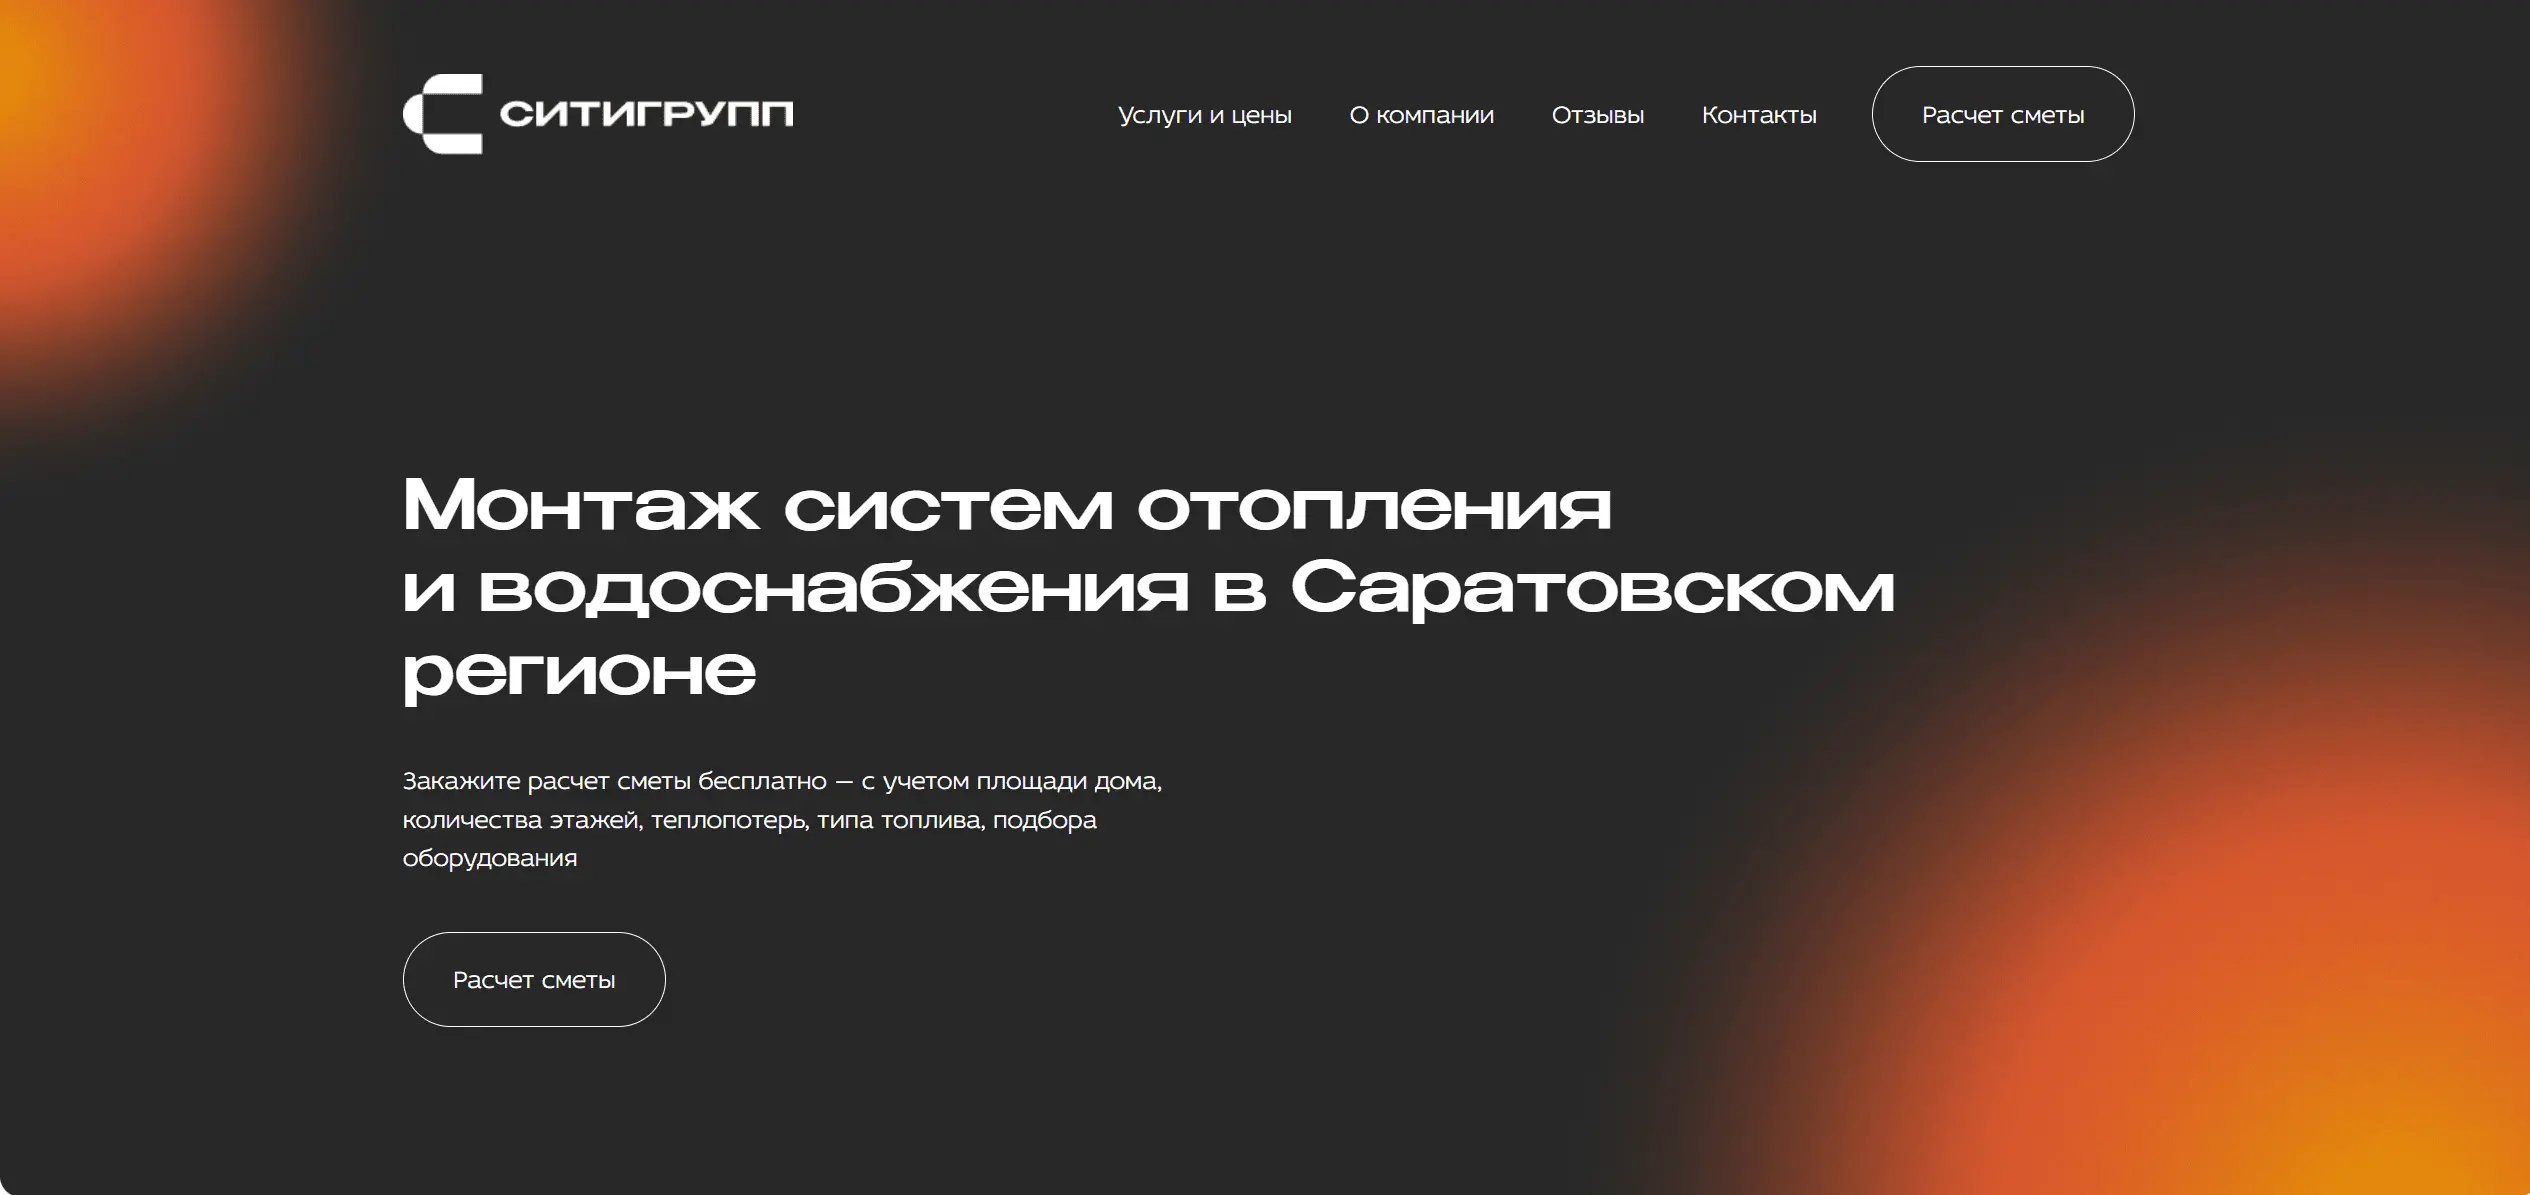 СИТИГРУПП
Услуги и цены
О компании
Отзывы
Контакты
Расчет сметы
Монтаж систем отопления
и водоснабжения в Саратовском
регионе
Закажите расчет сметы бесплатно — с учетом площади дома,
количества этажей, теплопотерь, типа топлива, подбора
оборудования
Расчет сметы